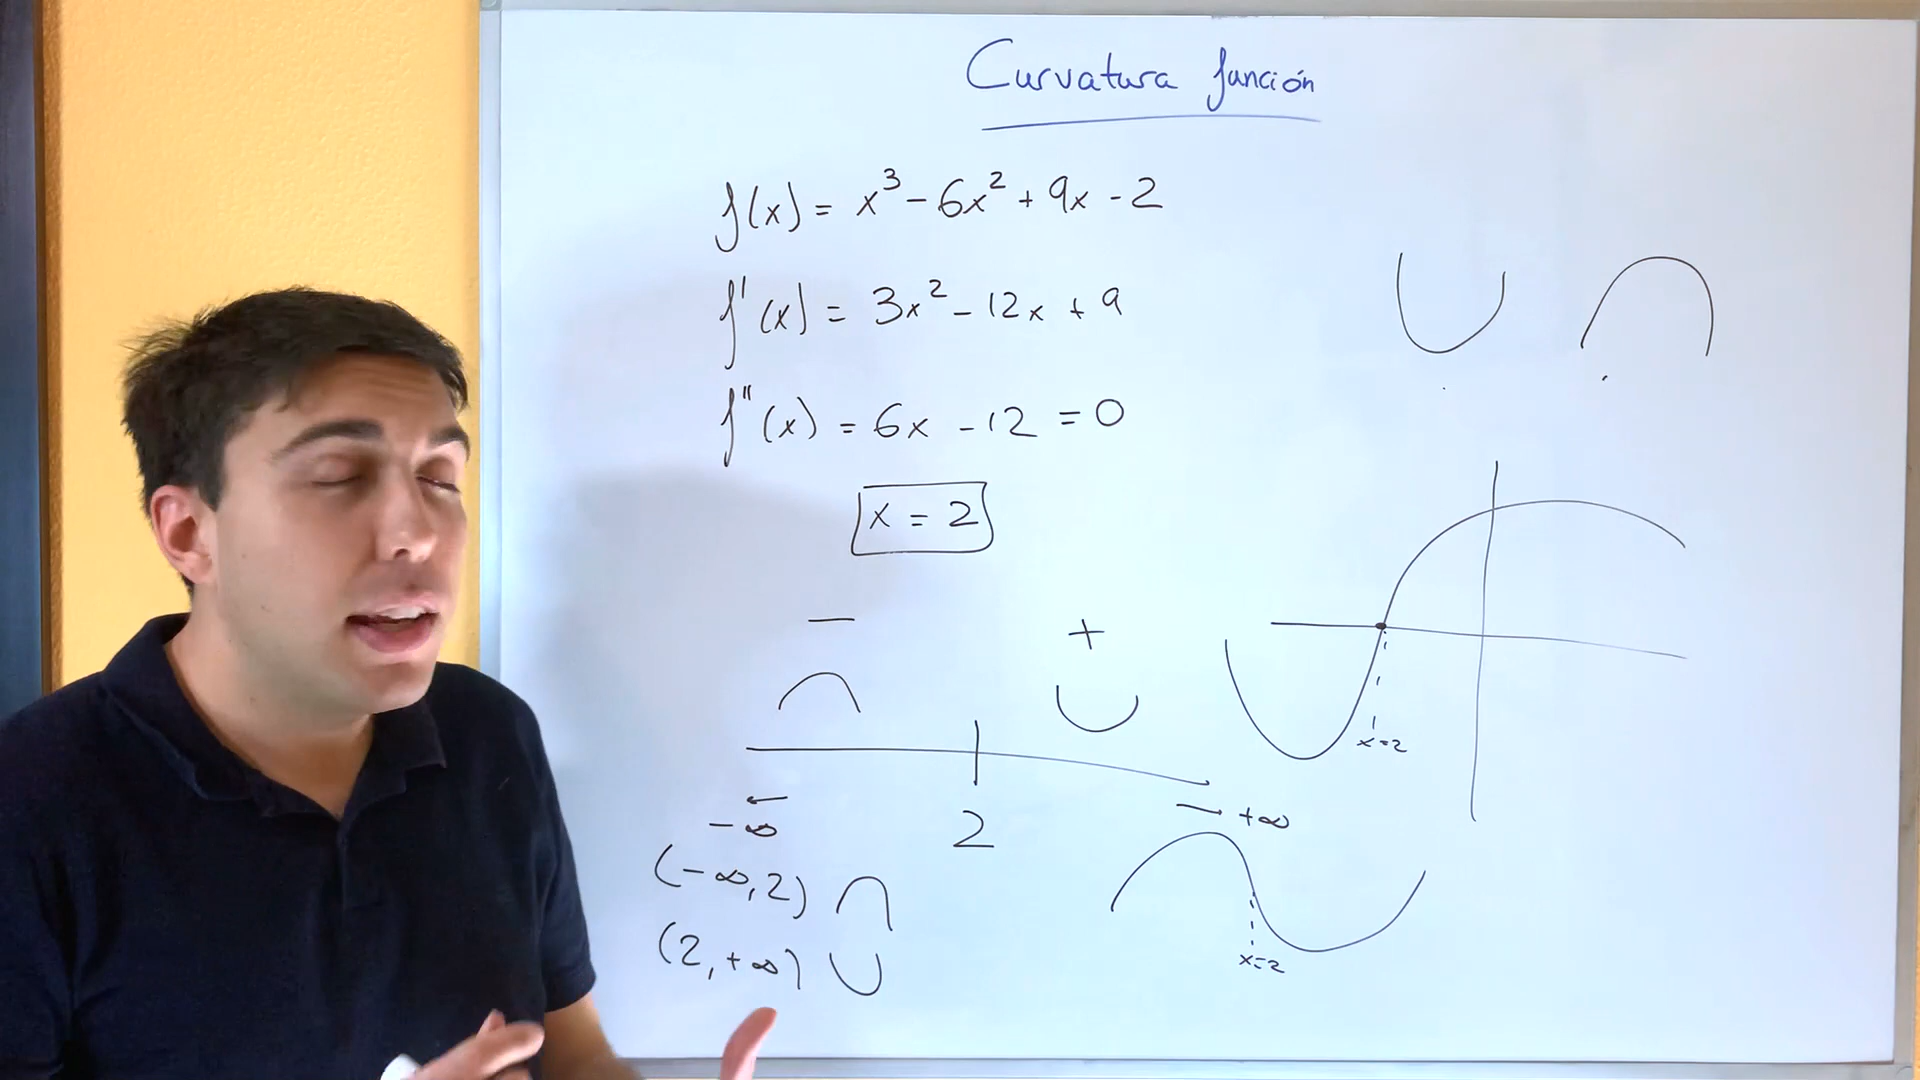 Curvatura función
f(x) = x³ - 6x² + 9x - 2
f'(x) = 3x² - 12x + 9
f''(x) = 6x - 12 = 0
x = 2
− +
x=2
-∞ 2 +∞
(-∞, 2) ∩
(2, +∞) ∪
x=2